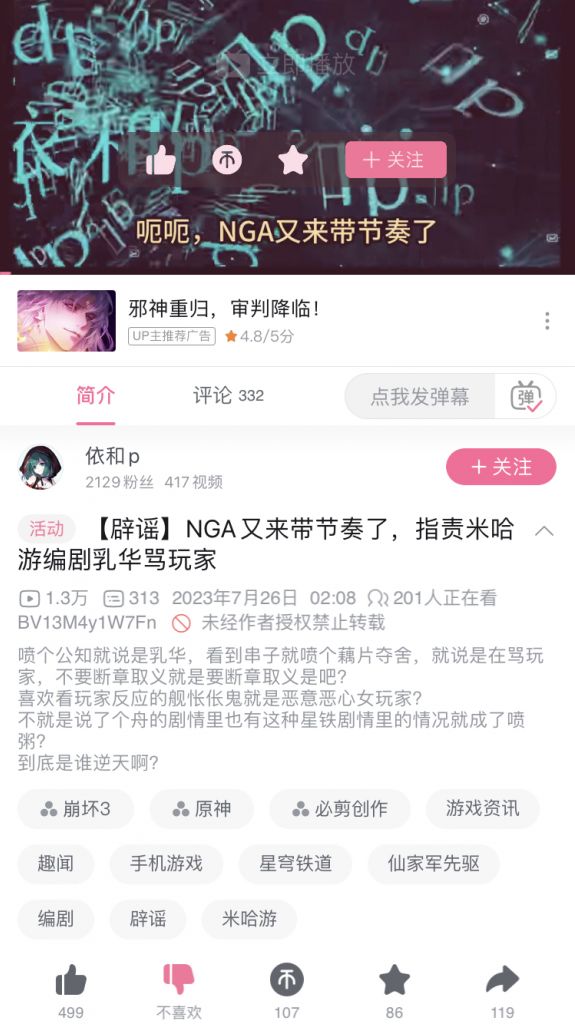 立即播放
+ 关注
呃呃，NGA又来带节奏了
邪神重归，审判降临！
UP主推荐广告 4.8/5分
简介 评论 332 点我发弹幕 弹
依和p
2129粉丝 417视频
+ 关注
活动 【辟谣】NGA又来带节奏了，指责米哈
游编剧乳华骂玩家
1.3万 313 2023年7月26日 02:08 201人正在看
BV13M4y1W7Fn 未经作者授权禁止转载
喷个公知就说是乳华，看到串子就喷个藕片夺舍，就说是在骂玩
家，不要断章取义就是要断章取义是吧？
喜欢看玩家反应的舰怅伥鬼就是恶意恶心女玩家？
不就是说了个舟的剧情里也有这种星铁剧情里的情况就成了喷
粥？
到底是谁逆天啊？
崩坏3 原神 必剪创作 游戏资讯
趣闻 手机游戏 星穹铁道 仙家军先驱
编剧 辟谣 米哈游
499 不喜欢 107 86 119